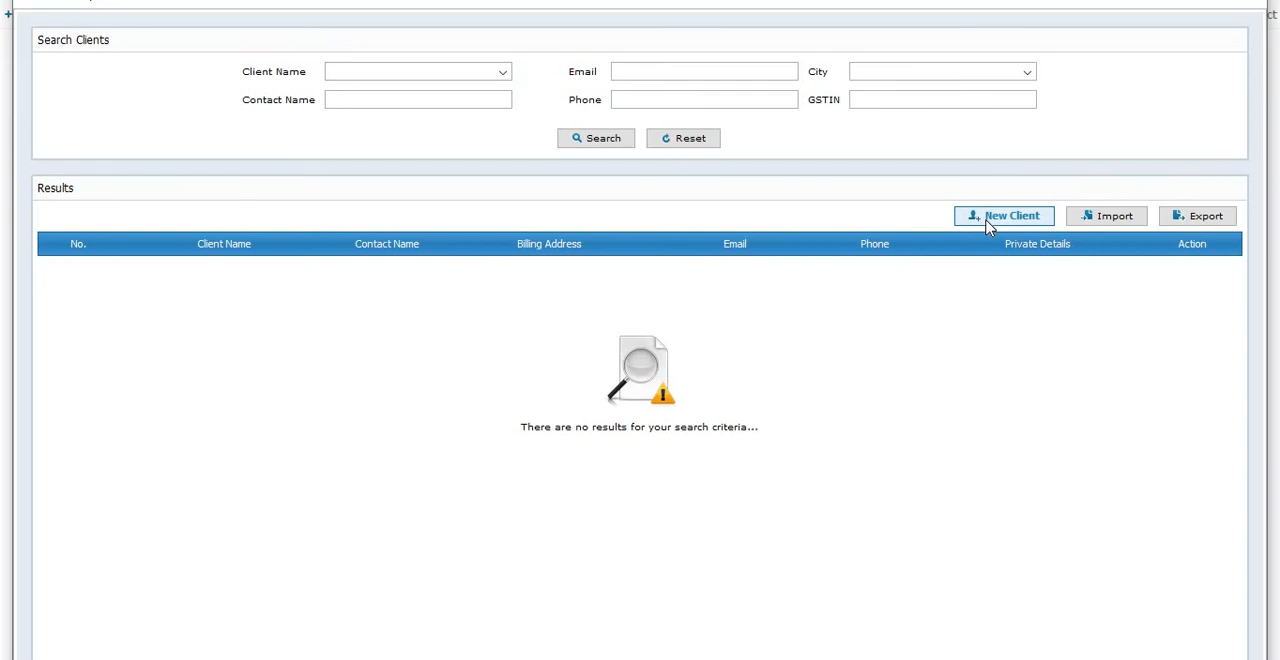 ct
Search Clients
Client Name Email City
Contact Name Phone GSTIN
Search Reset
Results
New Client Import Export
No. Client Name Contact Name Billing Address Email Phone Private Details Action
There are no results for your search criteria...